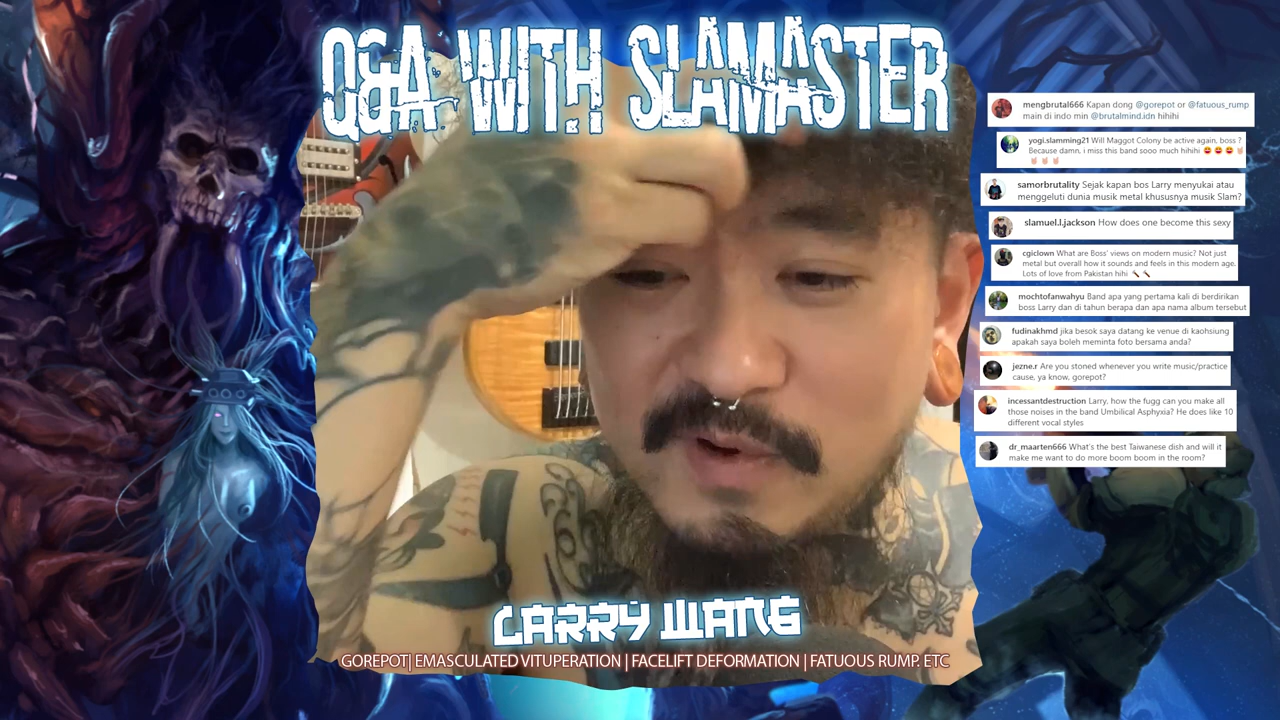 Q&A WITH SLAMASTER
mengbrutal666 Kapan dong @gorepot or @fatuous_rump
main di indo min @brutalmind.idn hihihi
yogi.slamming21 Will Maggot Colony be active again, boss ?
Because damn, i miss this band sooo much hihihi 😍 😍 😍 🤘🏻
🤘🏻 🤘🏻 🤘🏻
samorbrutality Sejak kapan bos Larry menyukai atau
menggeluti dunia musik metal khususnya musik Slam?
slamuel.l.jackson How does one become this sexy
cgiclown What are Boss' views on modern music? Not just
metal but overall how it sounds and feels in this modern age.
Lots of love from Pakistan hihi
mochtofanwahyu Band apa yang pertama kali di berdirikan
boss Larry dan di tahun berapa dan apa nama album tersebut
fudinakhmd jika besok saya datang ke venue di kaohsiung
apakah saya boleh meminta foto bersama anda?
jezne.r Are you stoned whenever you write music/practice
cause, ya know, gorepot?
incessantdestruction Larry, how the fugg can you make all
those noises in the band Umbilical Asphyxia? He does like 10
different vocal styles
dr_maarten666 What's the best Taiwanese dish and will it
make me want to do more boom boom in the room?
LARRY WANG
GOREPOT| EMASCULATED VITUPERATION | FACELIFT DEFORMATION | FATUOUS RUMP. ETC